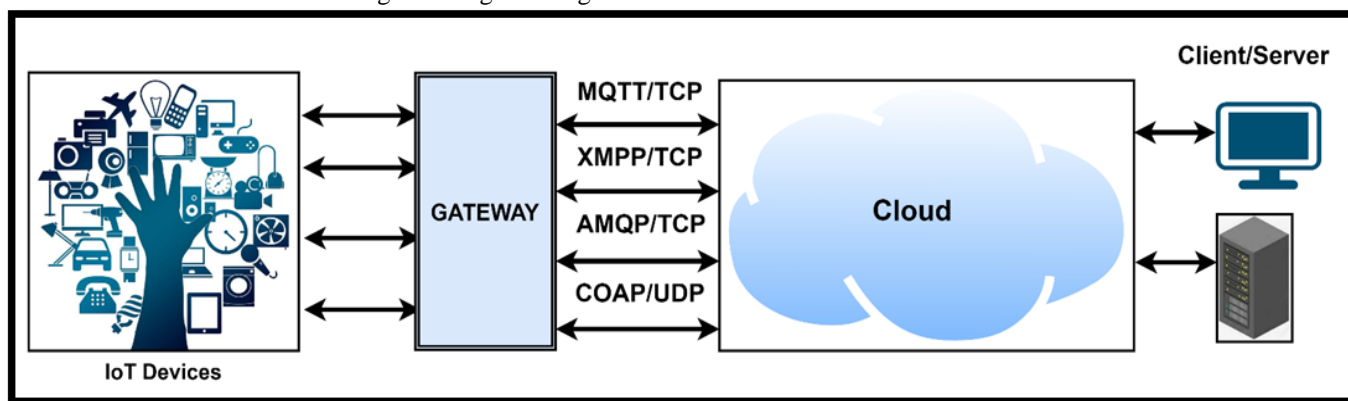 Client/Server
MQTT/TCP
XMPP/TCP
GATEWAY
AMQP/TCP
Cloud
COAP/UDP
IoT Devices